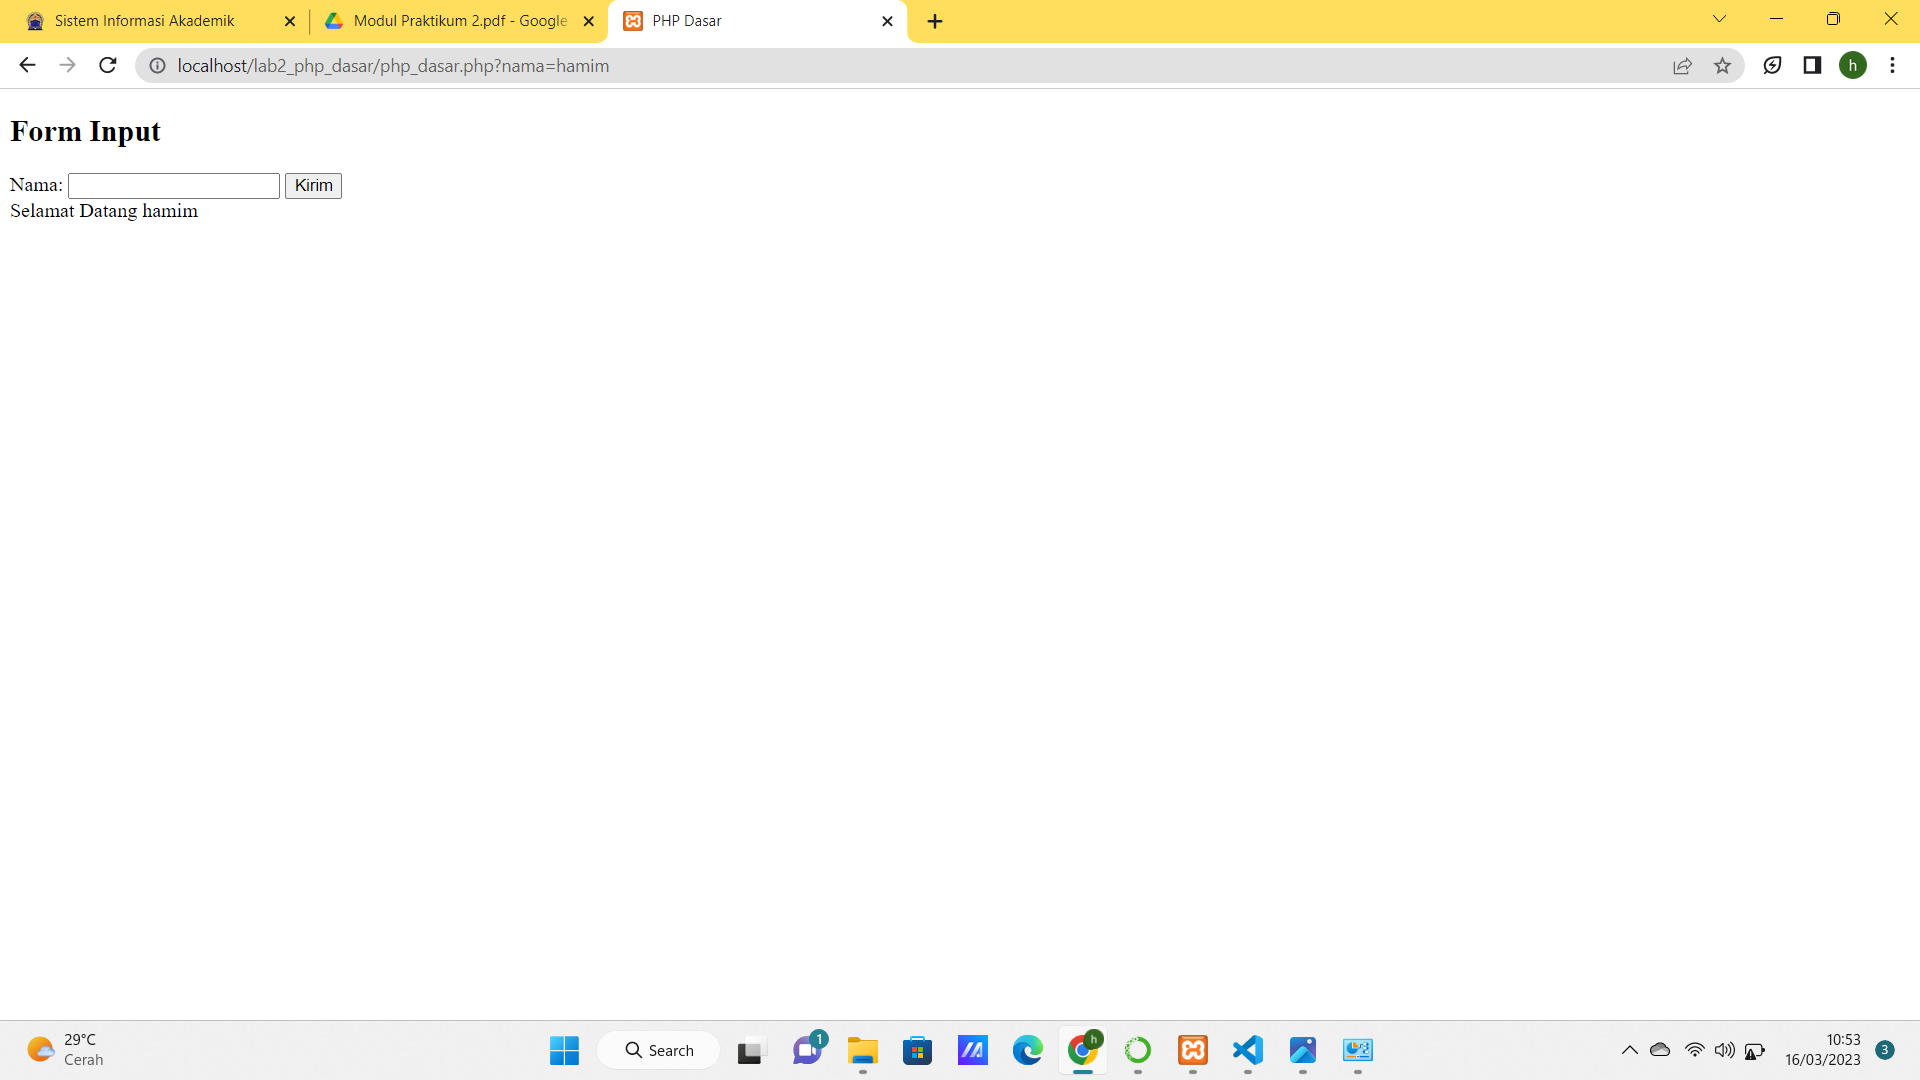 Sistem Informasi Akademik
Modul Praktikum 2.pdf - Google
PHP Dasar
localhost/lab2_php_dasar/php_dasar.php?nama=hamim
h
Form Input
Nama:
Kirim
Selamat Datang hamim
29°C
Cerah
Search
1
h
10:53
16/03/2023
3